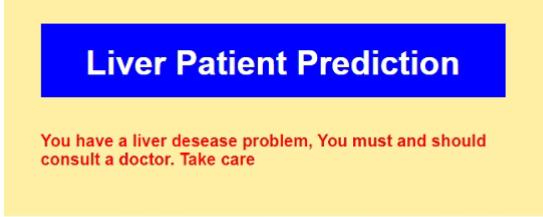 Liver Patient Prediction
You have a liver desease problem, You must and should
consult a doctor. Take care